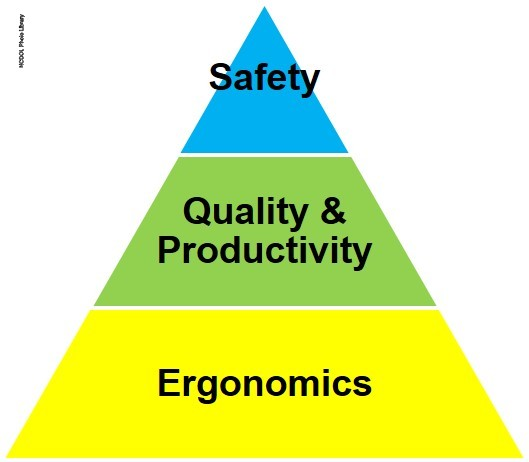 NCDOL Photo Library
Safety
Quality &
Productivity
Ergonomics